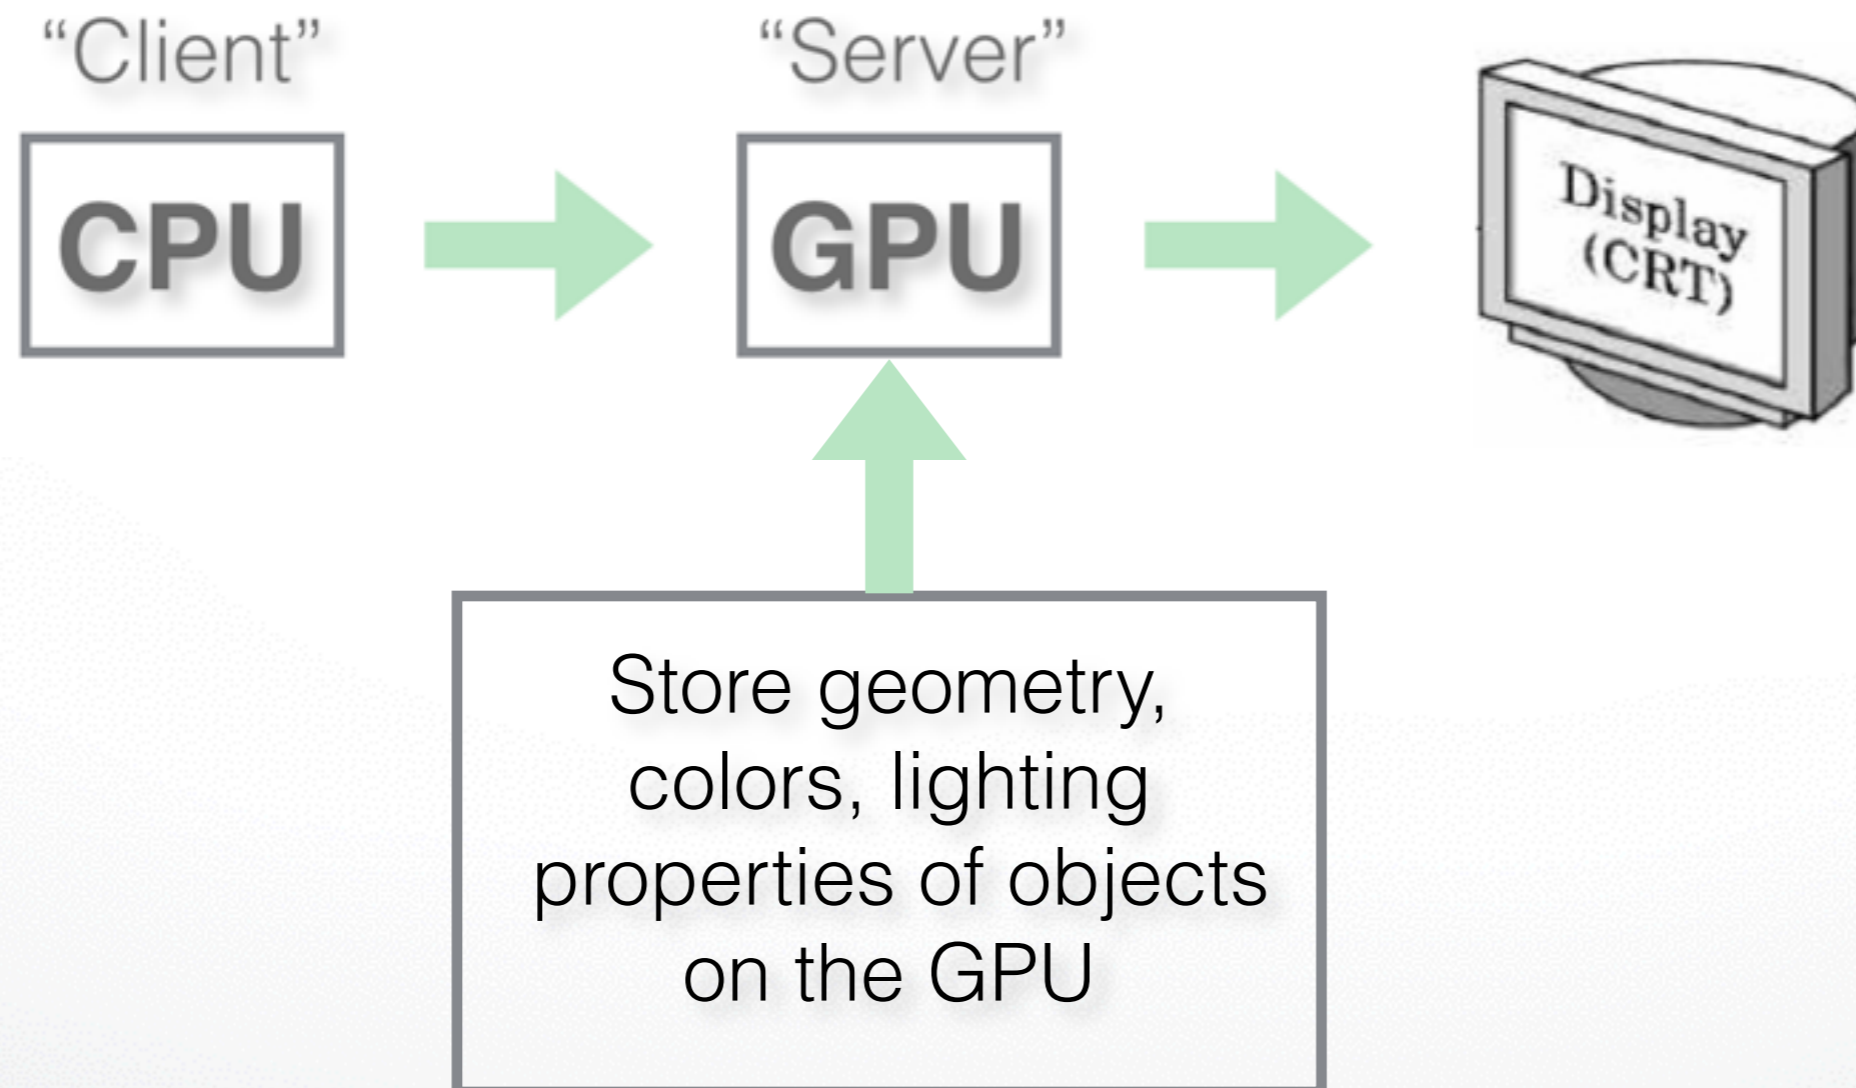 “Client”
“Server”
CPU
GPU
Display
(CRT)
Store geometry,
colors, lighting
properties of objects
on the GPU